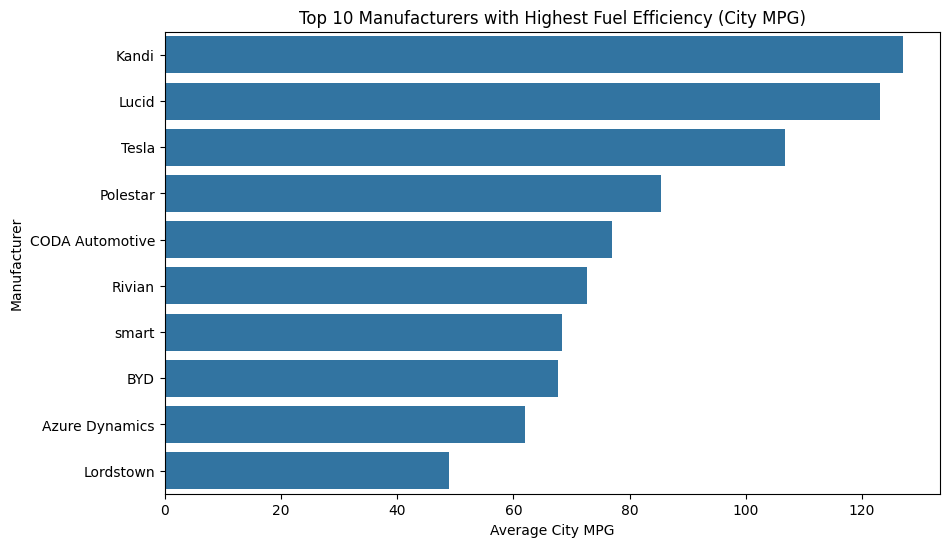 Top 10 Manufacturers with Highest Fuel Efficiency (City MPG)
Manufacturer
Kandi
Lucid
Tesla
Polestar
CODA Automotive
Rivian
smart
BYD
Azure Dynamics
Lordstown
0 20 40 60 80 100 120
Average City MPG